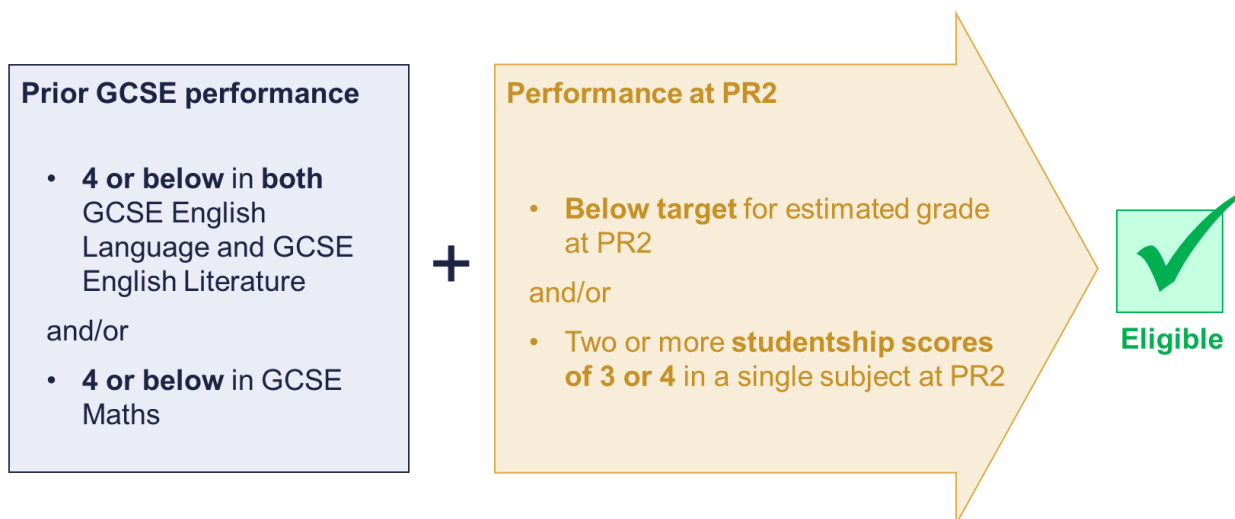 Prior GCSE performance
• 4 or below in both
GCSE English
Language and GCSE
English Literature
and/or
• 4 or below in GCSE
Maths
+
Performance at PR2
• Below target for estimated grade
at PR2
and/or
• Two or more studentship scores
of 3 or 4 in a single subject at PR2
Eligible